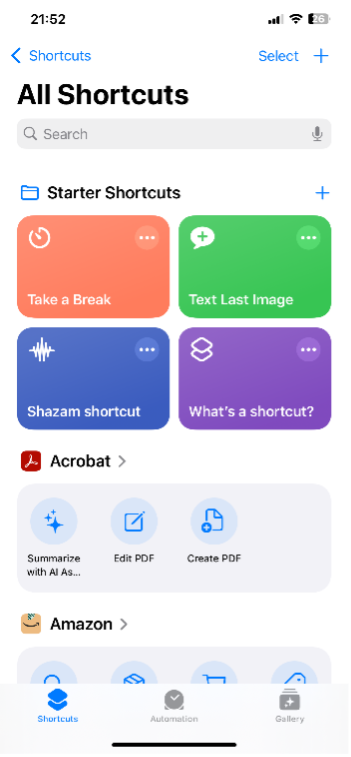 21:52
26
Shortcuts
Select
All Shortcuts
Search
Starter Shortcuts
Take a Break
Text Last Image
Shazam shortcut
What's a shortcut?
Acrobat
Summarize
with AI As...
Edit PDF
Create PDF
Amazon
Shortcuts
Automation
Gallery